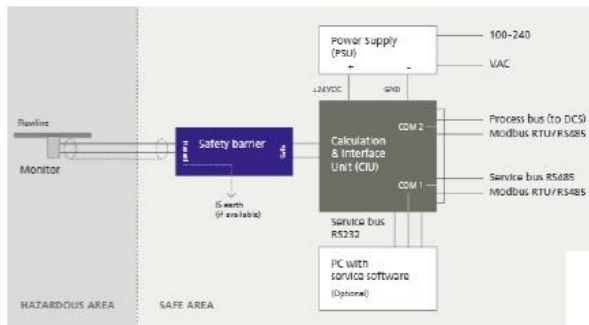 Power Supply
(PSU)
+ -
100-240
VAC
+24VDC
GND
Flowline
Monitor
Safety barrier
safe
IS earth
(if available)
Calculation
& Interface
Unit (CIU)
COM 2
COM 1
Process bus (to DCS)
Modbus RTU/RS485
Service bus RS485
Modbus RTU/RS485
Service bus
RS232
PC with
service software
(Optional)
HAZARDOUS AREA
SAFE AREA